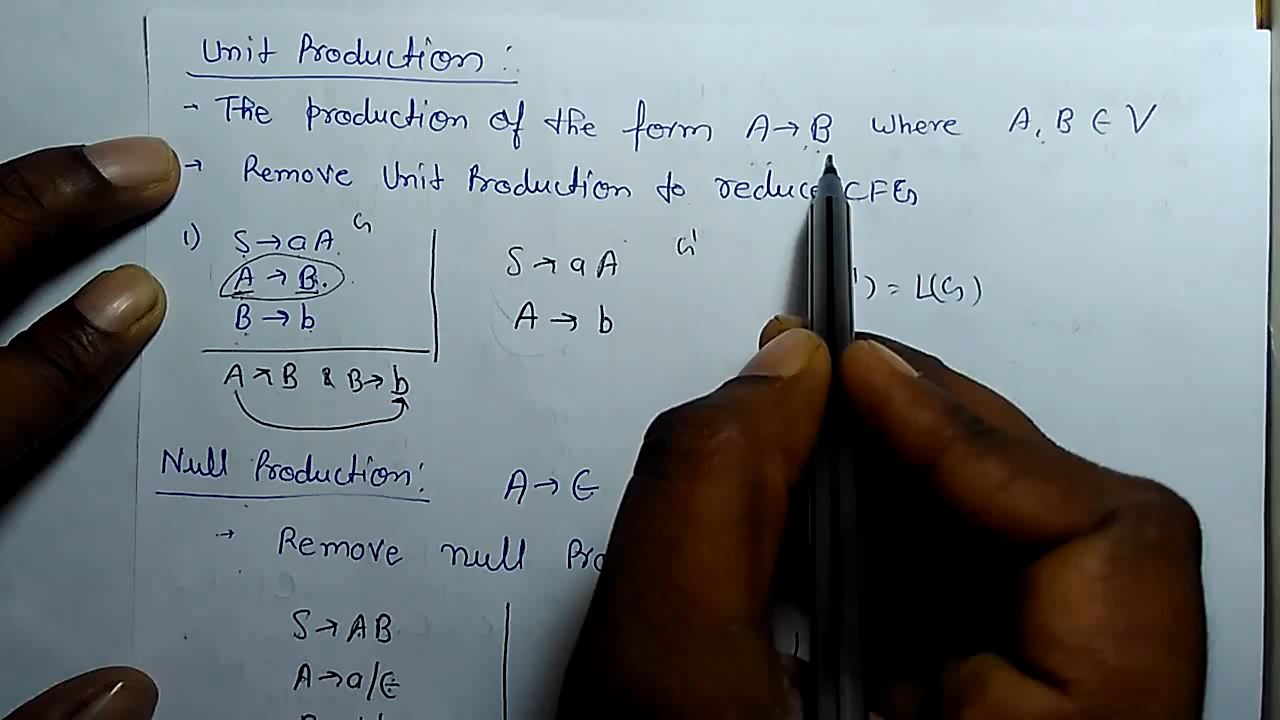 Unit Production:
- The production of the form A→B where A, B ∈ V
→ Remove Unit Production to reduce CFG
1) S→aA. G
A→B.
B→b
A→B & B→b
S→aA G'
A→b
') = L(G)
Null Production: A→∈
→ Remove null
S→AB
A→a/∈